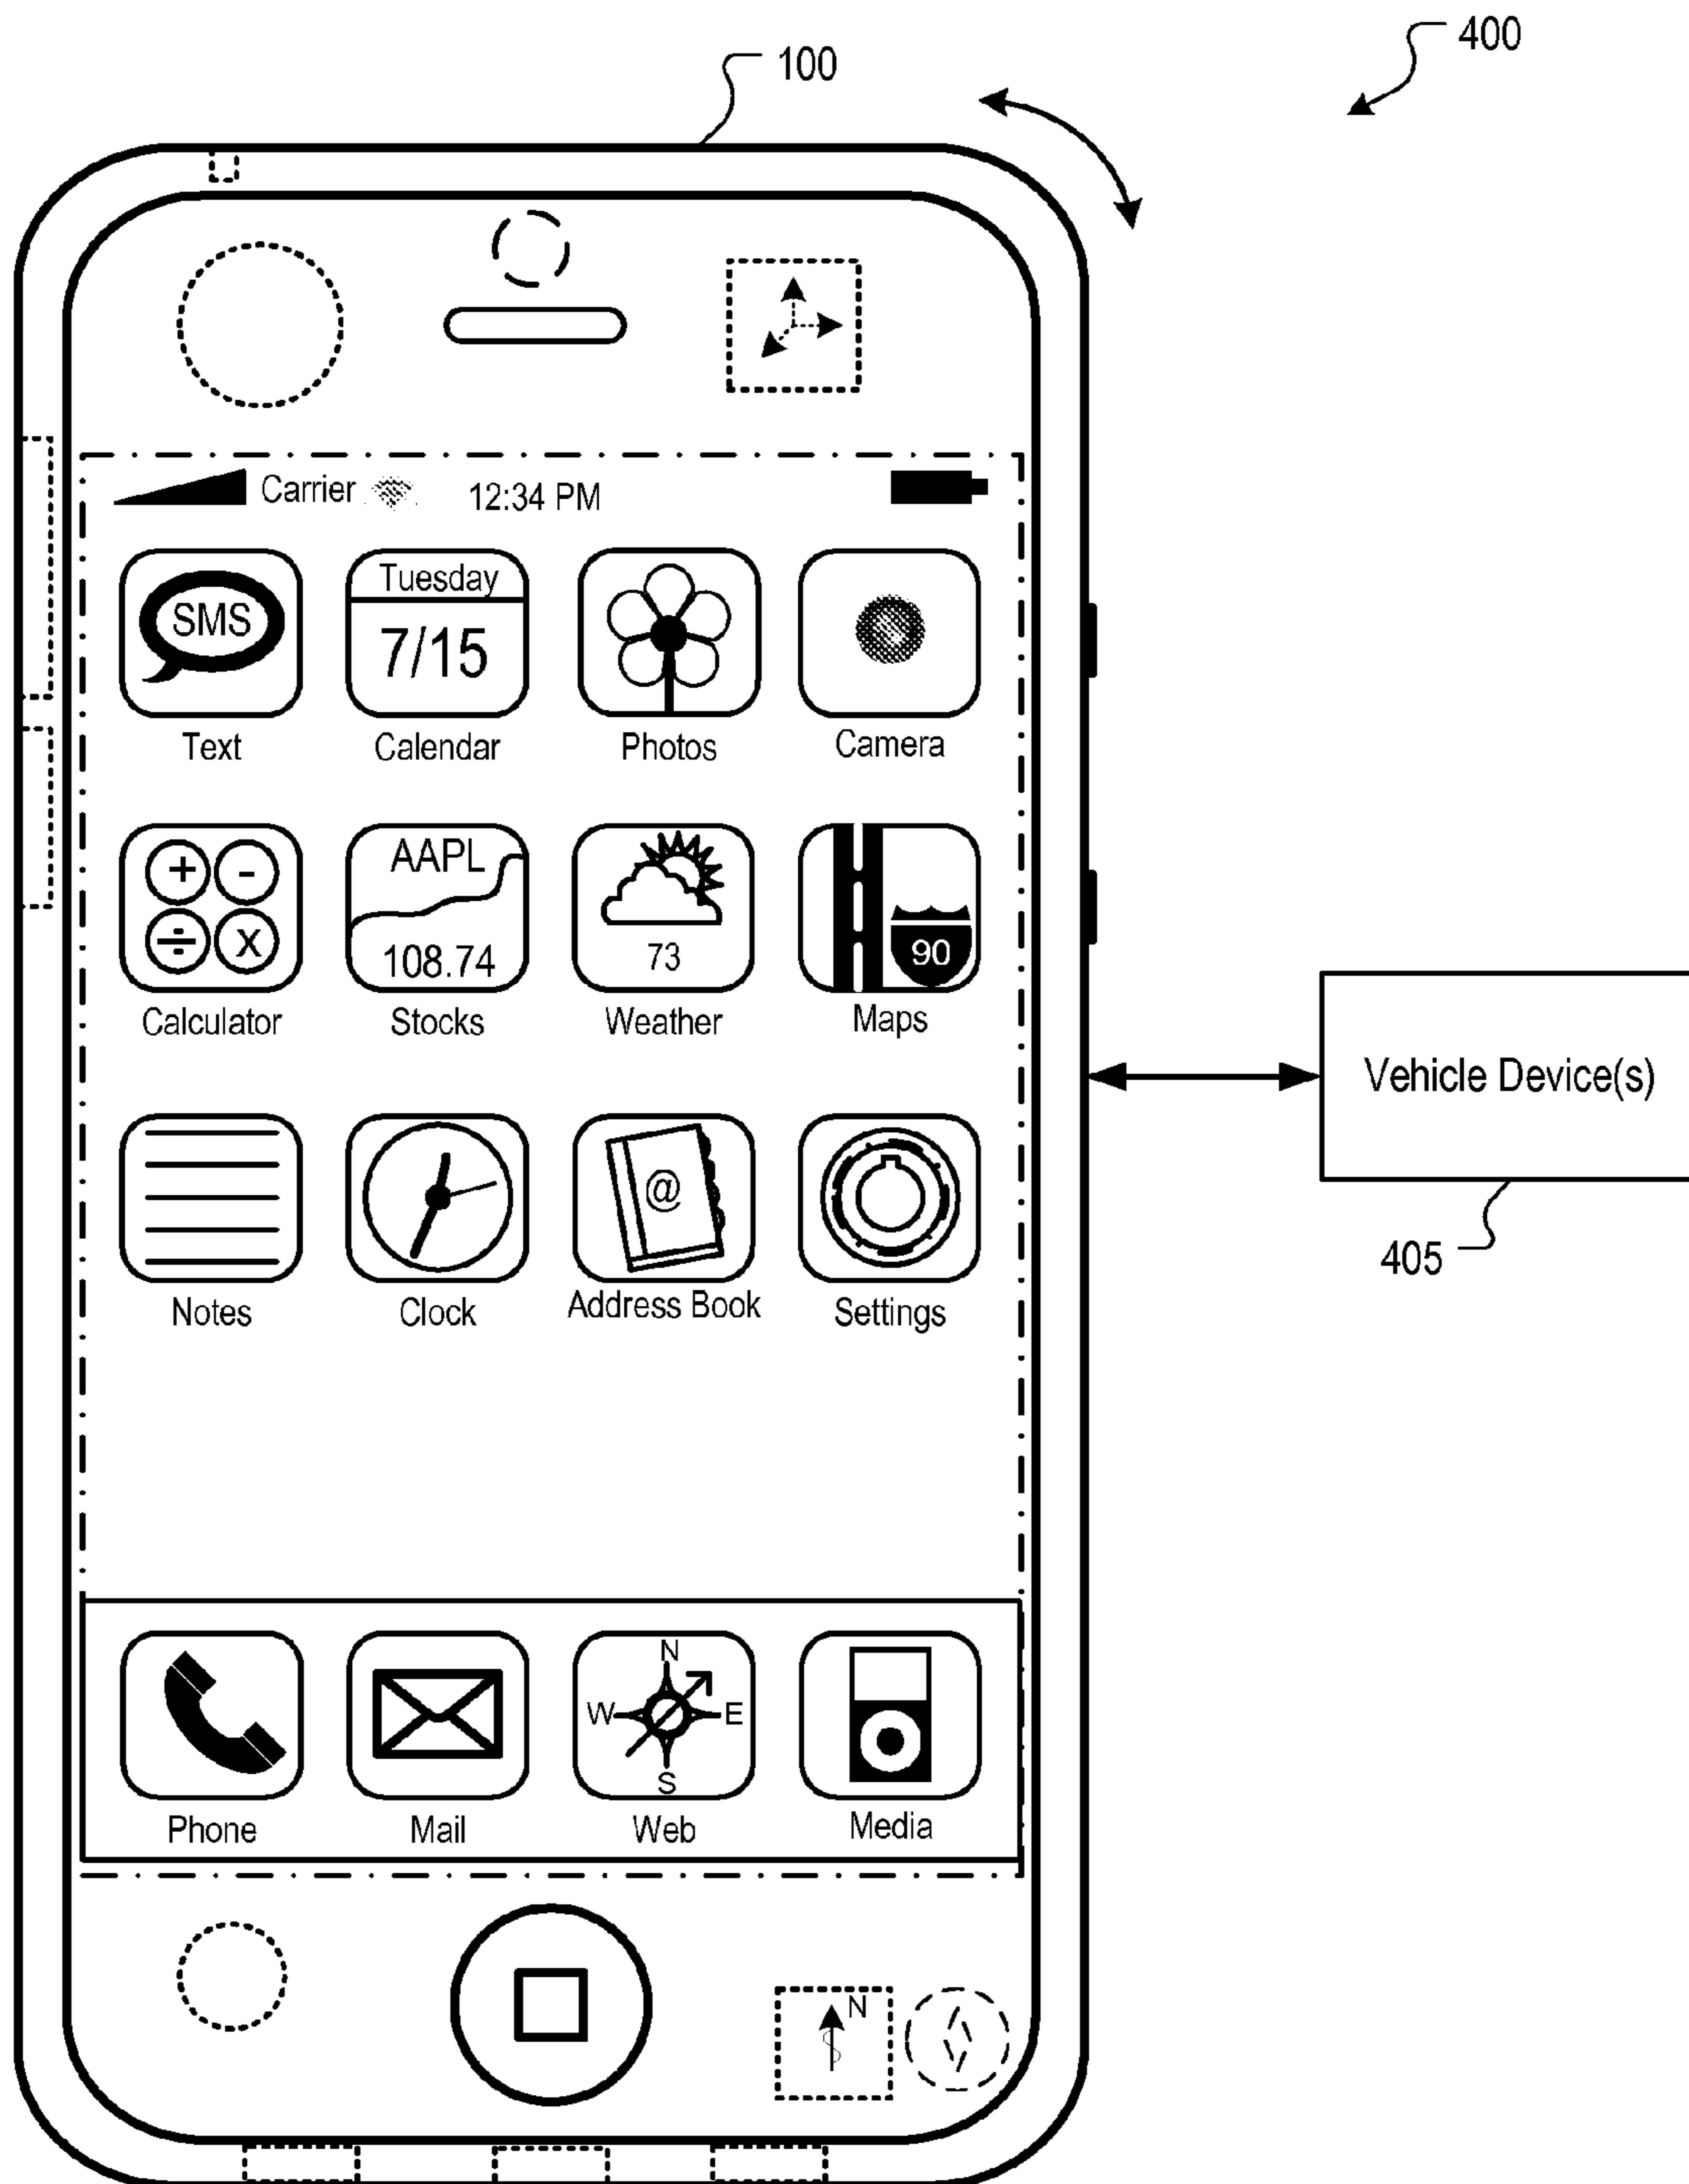 400
100
Carrier 12:34 PM
SMS
Tuesday
7/15
Text Calendar Photos Camera
+ -
÷ x
AAPL
108.74
73
90
Calculator Stocks Weather Maps
Vehicle Device(s)
405
@
Notes Clock Address Book Settings
N
W E
S
Phone Mail Web Media
N